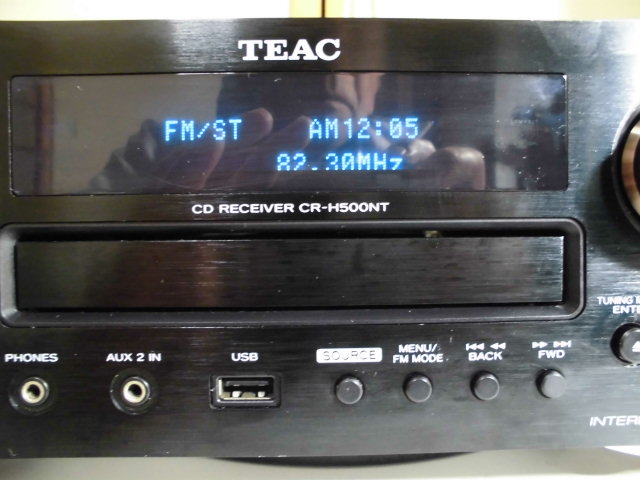 TEAC
FM/ST AM12:05
82.30MHz
CD RECEIVER CR-H500NT
PHONES
AUX 2 IN
USB
SOURCE
MENU/
FM MODE
BACK
FWD